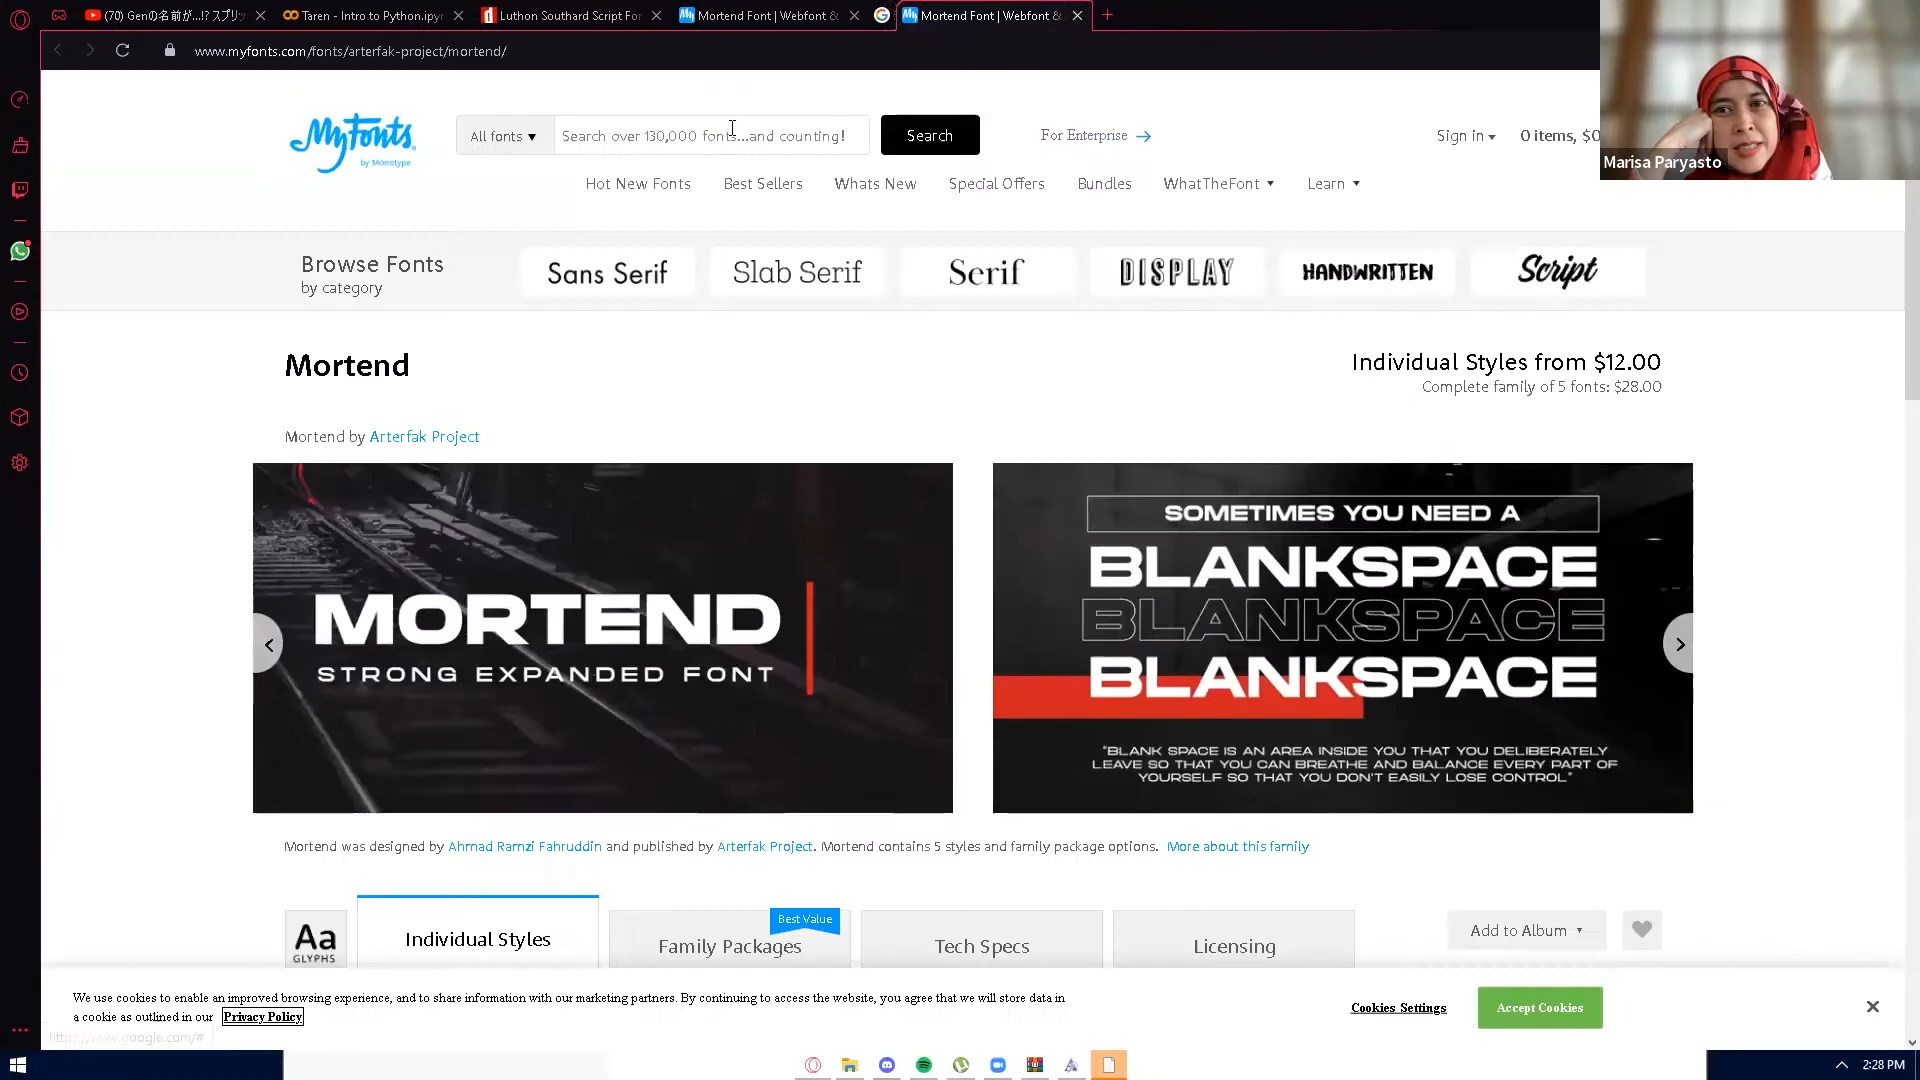 (70) Genの名前が...!? スプリッ
Taren - Intro to Python.ipyn
Luthon Southard Script For
Mortend Font | Webfont &
Mortend Font | Webfont &
www.myfonts.com/fonts/arterfak-project/mortend/
MyFonts
by Monotype
All fonts ▼
Search over 130,000 fonts...and counting!
Search
For Enterprise →
Sign in
0 items, $0
Marisa Paryasto
Hot New Fonts
Best Sellers
Whats New
Special Offers
Bundles
WhatTheFont ▼
Learn ▼
Browse Fonts
by category
Sans Serif
Slab Serif
Serif
DISPLAY
HANDWRITTEN
Script
Mortend
Individual Styles from $12.00
Complete family of 5 fonts: $28.00
Mortend by Arterfak Project
MORTEND
STRONG EXPANDED FONT
SOMETIMES YOU NEED A
BLANKSPACE
BLANKSPACE
BLANKSPACE
"BLANK SPACE IS AN AREA INSIDE YOU THAT YOU DELIBERATELY
LEAVE SO THAT YOU CAN BREATHE AND BALANCE EVERY PART OF
YOURSELF SO THAT YOU DON'T EASILY LOSE CONTROL"
Mortend was designed by Ahmad Ramzi Fahruddin and published by Arterfak Project. Mortend contains 5 styles and family package options. More about this family
Aa
GLYPHS
Individual Styles
Best Value
Family Packages
Tech Specs
Licensing
Add to Album ▼
We use cookies to enable an improved browsing experience, and to share information with our marketing partners. By continuing to access the website, you agree that we will store data in
a cookie as outlined in our Privacy Policy
Cookies Settings
Accept Cookies
https://www.google.com/#
2:28 PM